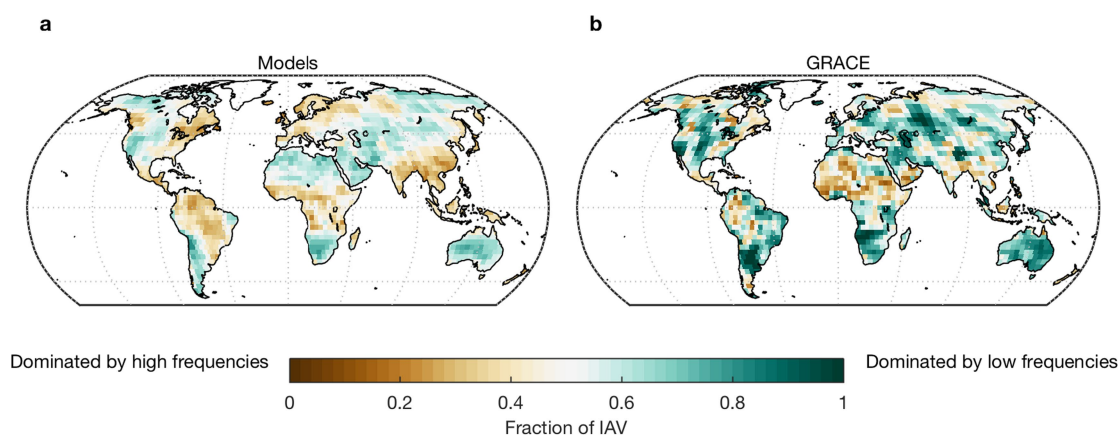 a
b
Models
GRACE
Dominated by high frequencies
Dominated by low frequencies
0
0.2
0.4
0.6
0.8
1
Fraction of IAV